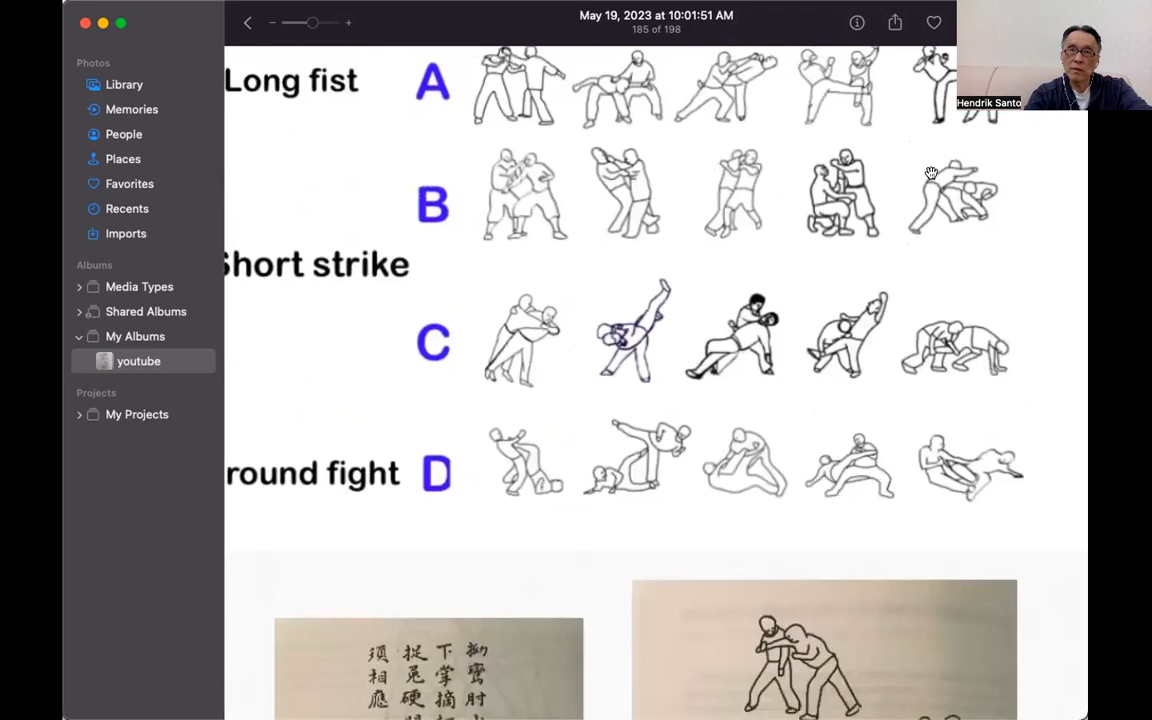 May 19, 2023 at 10:01:51 AM
185 of 198
Hendrik Santo
Photos
Library
Memories
People
Places
Favorites
Recents
Imports
Albums
Media Types
Shared Albums
My Albums
youtube
Projects
My Projects
Long fist
A
B
Short strike
C
round fight
D
拗鸞肘
下掌摘
捉兎硬
須相應